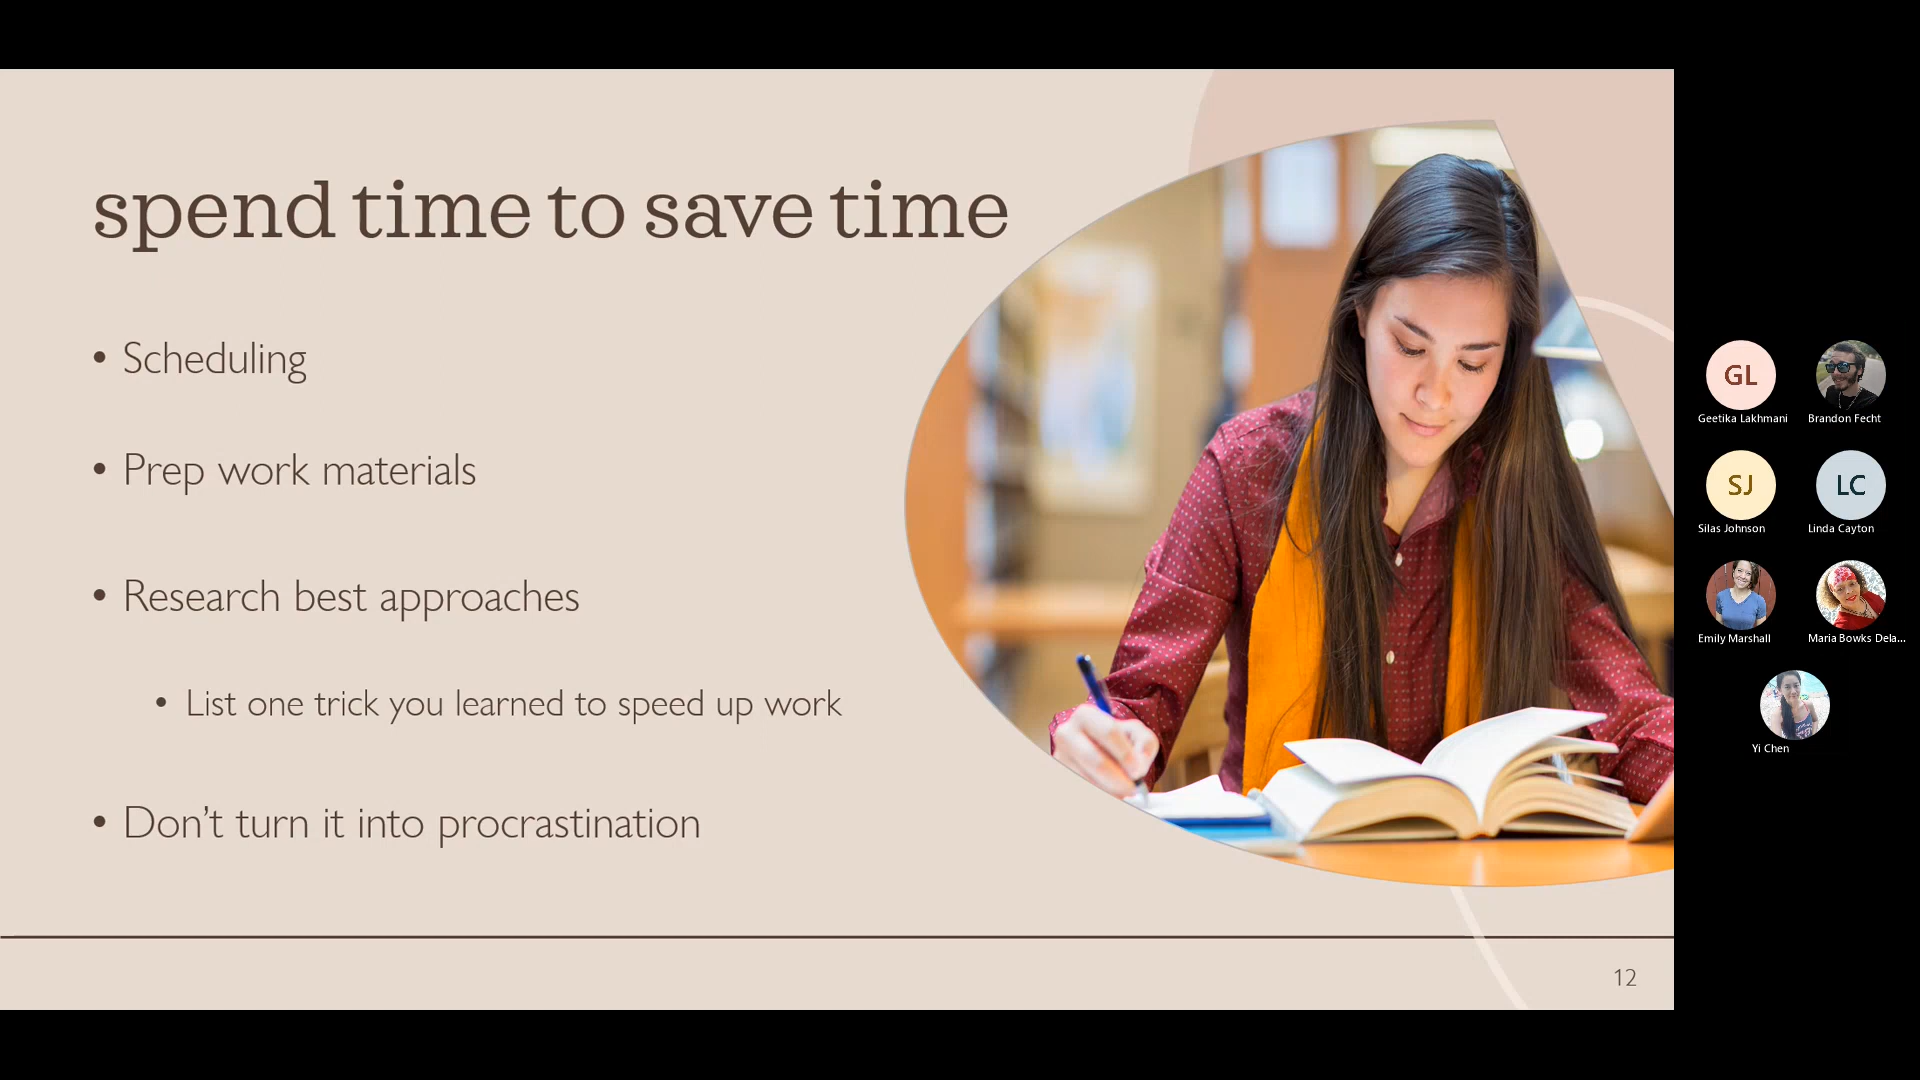 spend time to save time
• Scheduling
• Prep work materials
• Research best approaches
• List one trick you learned to speed up work
• Don’t turn it into procrastination
12
GL
Geetika Lakhmani
Brandon Fecht
SJ
Silas Johnson
LC
Linda Cayton
Emily Marshall
Maria Bowks Dela...
Yi Chen